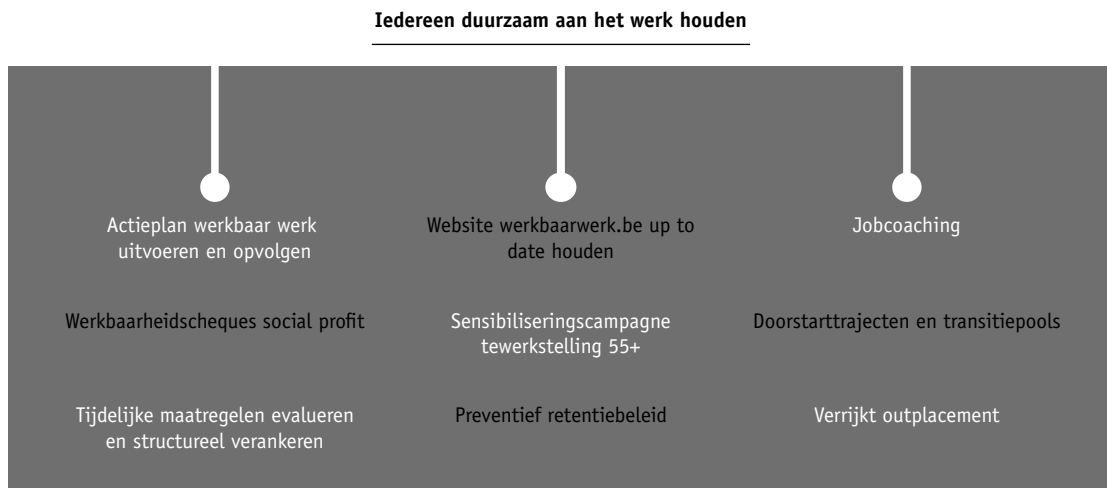 Iedereen duurzaam aan het werk houden
Actieplan werkbaar werk
uitvoeren en opvolgen
Website werkbaarwerk.be up to
date houden
Jobcoaching
Werkbaarheidscheques social profit
Sensibiliseringscampagne
tewerkstelling 55+
Doorstarttrajecten en transitiepools
Tijdelijke maatregelen evalueren
en structureel verankeren
Preventief retentiebeleid
Verrijkt outplacement